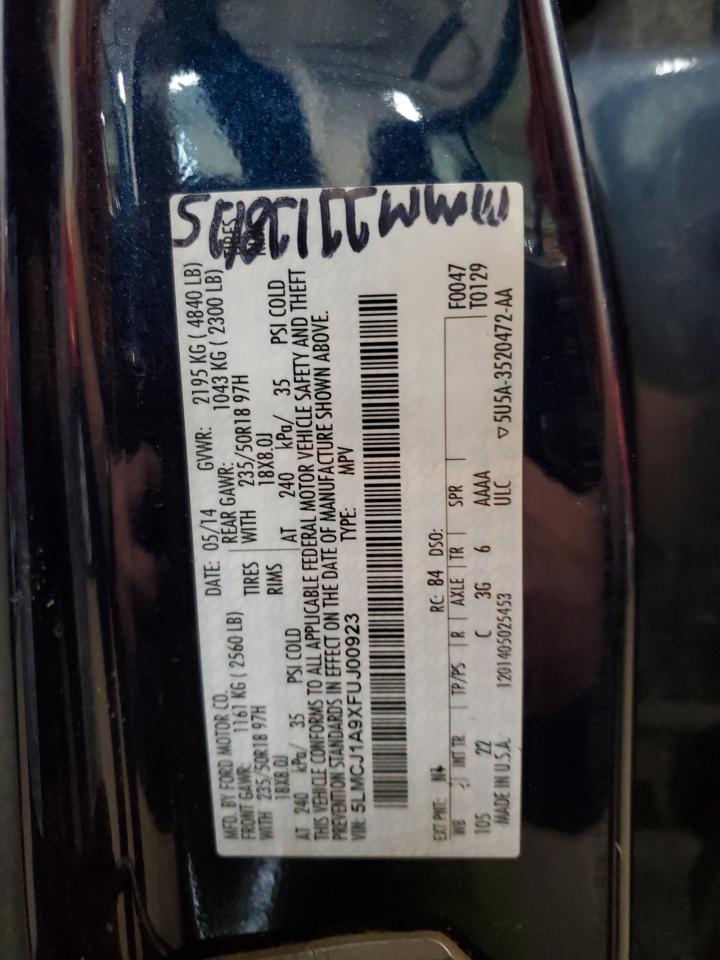 MFD. BY FORD MOTOR CO.
DATE: 05/14 GVWR: 2195 KG ( 4840 LB)
FRONT GAWR: 1161 KG ( 2560 LB) REAR GAWR: 1043 KG ( 2300 LB)
WITH 235/50R18 97H TIRES WITH 235/50R18 97H TIRES
18X8.0J RIMS 18X8.0J
AT 240 kPa/ 35 PSI COLD AT 240 kPa/ 35 PSI COLD
THIS VEHICLE CONFORMS TO ALL APPLICABLE FEDERAL MOTOR VEHICLE SAFETY AND THEFT
PREVENTION STANDARDS IN EFFECT ON THE DATE OF MANUFACTURE SHOWN ABOVE.
VIN: 5LMCJ1A9XFUJ00923 TYPE: MPV
EXT PNT: N4 RC: 84 DSO: F0047
WB INT TR TP/PS R AXLE TR SPR T0129
105 22 C 3G 6 AAAA
MADE IN U.S.A. 1201405025453 ULC ▽5U5A-3520472-AA